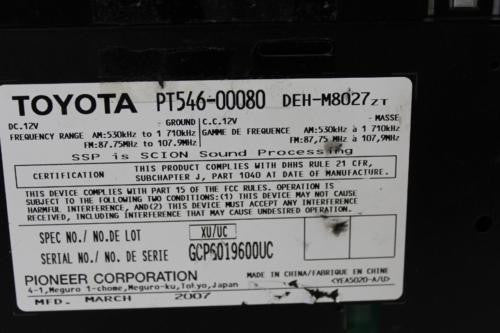 TOYOTA PT546-00080 DEH-M8027ZT
DC.12V GROUND C.C.12V MASSE
FREQUENCY RANGE AM:530kHz to 1 710kHz GAMME DE FREQUENCE AM:530kHz à 1 710kHz
FM:87.75MHz to 107.9MHz FM:87,75 MHz à 107,9MHz
SSP is SCION Sound Processing
CERTIFICATION THIS PRODUCT COMPLIES WITH DHHS RULE 21 CFR,
SUBCHAPTER J, PART 1040 AT DATE OF MANUFACTURE.
THIS DEVICE COMPLIES WITH PART 15 OF THE FCC RULES. OPERATION IS
SUBJECT TO THE FOLLOWING TWO CONDITIONS:(1) THIS DEVICE MAY NOT CAUSE
HARMFUL INTERFERENCE, AND(2) THIS DEVICE MUST ACCEPT ANY INTERFERENCE
RECEIVED, INCLUDING INTERFERENCE THAT MAY CAUSE UNDESIRED OPERATION.
SPEC NO./ NO.DE LOT XU/UC
SERIAL NO./ NO. DE SERIE GCPG019600UC
PIONEER CORPORATION MADE IN CHINA/FABRIQUE EN CHINE
4-1, Meguro 1-chome, Meguro-ku, Tokyo, Japan <YEA5020-A/U>
MFD. MARCH 2007